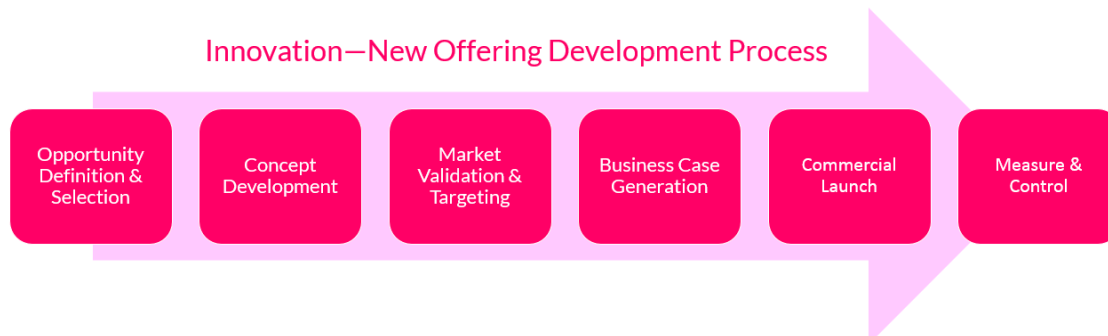 Innovation—New Offering Development Process
Opportunity
Definition &
Selection
Concept
Development
Market
Validation &
Targeting
Business Case
Generation
Commercial
Launch
Measure &
Control